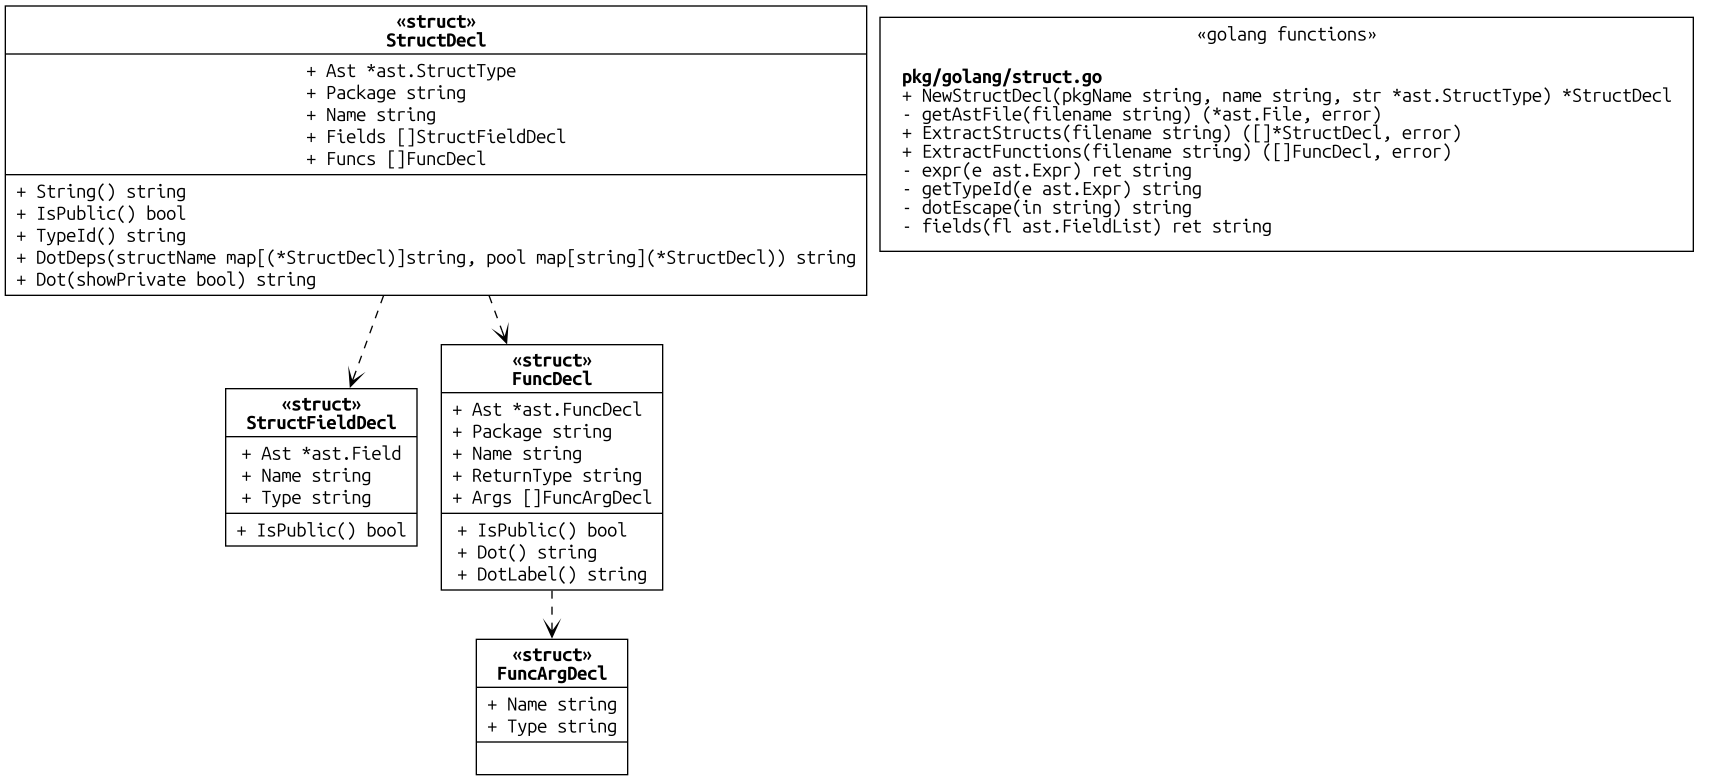 «struct»
StructDecl
+ Ast *ast.StructType
+ Package string
+ Name string
+ Fields []StructFieldDecl
+ Funcs []FuncDecl
+ String() string
+ IsPublic() bool
+ TypeId() string
+ DotDeps(structName map[(*StructDecl)]string, pool map[string](*StructDecl)) string
+ Dot(showPrivate bool) string
«golang functions»
pkg/golang/struct.go
+ NewStructDecl(pkgName string, name string, str *ast.StructType) *StructDecl
- getAstFile(filename string) (*ast.File, error)
+ ExtractStructs(filename string) ([]*StructDecl, error)
+ ExtractFunctions(filename string) ([]FuncDecl, error)
- expr(e ast.Expr) ret string
- getTypeId(e ast.Expr) string
- dotEscape(in string) string
- fields(fl ast.FieldList) ret string
«struct»
StructFieldDecl
+ Ast *ast.Field
+ Name string
+ Type string
+ IsPublic() bool
«struct»
FuncDecl
+ Ast *ast.FuncDecl
+ Package string
+ Name string
+ ReturnType string
+ Args []FuncArgDecl
+ IsPublic() bool
+ Dot() string
+ DotLabel() string
«struct»
FuncArgDecl
+ Name string
+ Type string